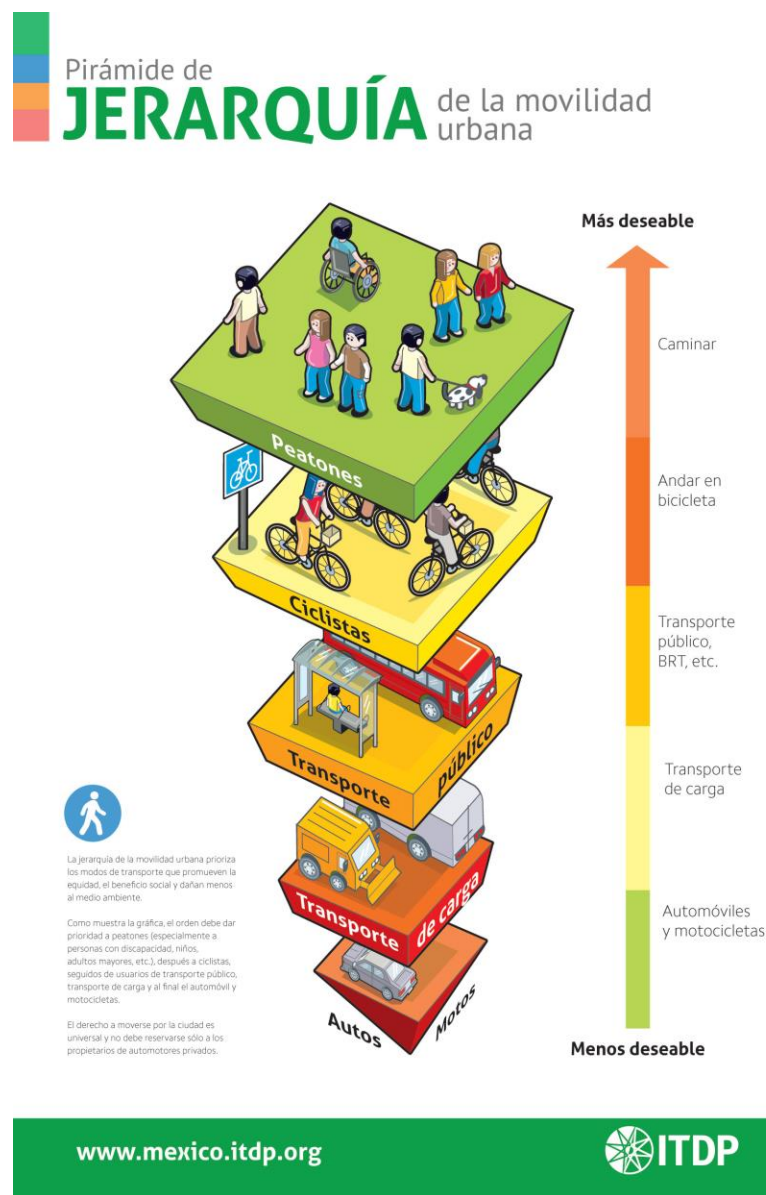 Pirámide de
JERARQUÍA de la movilidad
urbana
Más deseable
Caminar
Andar en
bicicleta
Transporte
público,
BRT, etc.
Transporte
de carga
Automóviles
y motocicletas
Menos deseable
Peatones
Ciclistas
Transporte público
Transporte de carga
Autos Motos
La jerarquía de la movilidad urbana prioriza
los modos de transporte que promueven la
equidad, el beneficio social y dañan menos
al medio ambiente.
Como muestra la gráfica, el orden debe dar
prioridad a peatones (especialmente a
personas con discapacidad, niños,
adultos mayores, etc.), después a ciclistas,
seguidos de usuarios de transporte público,
transporte de carga y al final el automóvil y
motocicletas.
El derecho a moverse por la ciudad es
universal y no debe reservarse sólo a los
propietarios de automotores privados.
www.mexico.itdp.org
ITDP